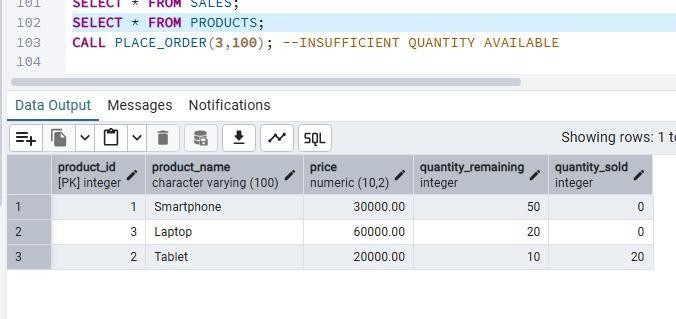 101 SELECT * FROM SALES;
102 SELECT * FROM PRODUCTS;
103 CALL PLACE_ORDER(3,100); --INSUFFICIENT QUANTITY AVAILABLE
104
Data Output Messages Notifications
SQL Showing rows: 1 to
product_id product_name price quantity_remaining quantity_sold
[PK] integer character varying (100) numeric (10,2) integer integer
1 1 Smartphone 30000.00 50 0
2 3 Laptop 60000.00 20 0
3 2 Tablet 20000.00 10 20